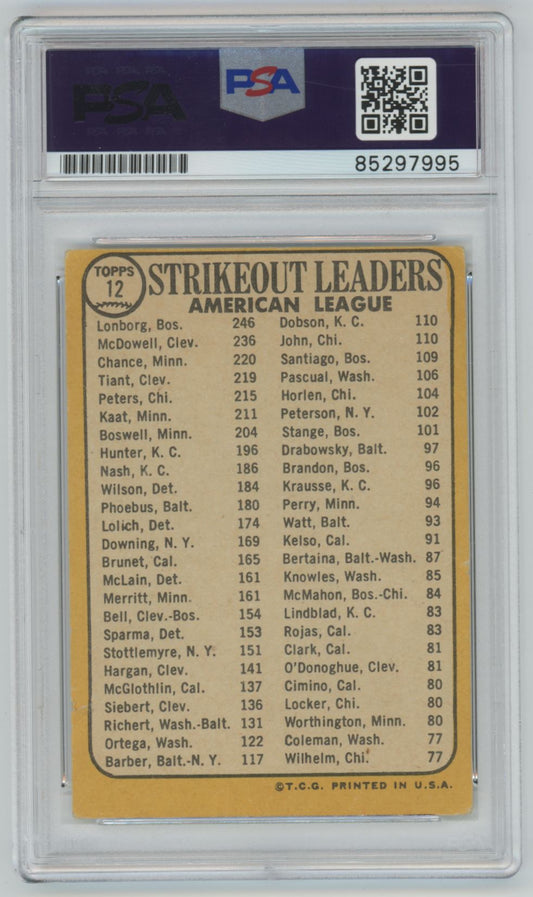 PSA
PSA
85297995
TOPPS
12
STRIKEOUT LEADERS
AMERICAN LEAGUE
Lonborg, Bos. 246
McDowell, Clev. 236
Chance, Minn. 220
Tiant, Clev. 219
Peters, Chi. 215
Kaat, Minn. 211
Boswell, Minn. 204
Hunter, K. C. 196
Nash, K. C. 186
Wilson, Det. 184
Phoebus, Balt. 180
Lolich, Det. 174
Downing, N. Y. 169
Brunet, Cal. 165
McLain, Det. 161
Merritt, Minn. 161
Bell, Clev.-Bos. 154
Sparma, Det. 153
Stottlemyre, N. Y. 151
Hargan, Clev. 141
McGlothlin, Cal. 137
Siebert, Clev. 136
Richert, Wash.-Balt. 131
Ortega, Wash. 122
Barber, Balt.-N. Y. 117
Dobson, K. C. 110
John, Chi. 110
Santiago, Bos. 109
Pascual, Wash. 106
Horlen, Chi. 104
Peterson, N. Y. 102
Stange, Bos. 101
Drabowsky, Balt. 97
Brandon, Bos. 96
Krausse, K. C. 96
Perry, Minn. 94
Watt, Balt. 93
Kelso, Cal. 91
Bertaina, Balt.-Wash. 87
Knowles, Wash. 85
McMahon, Bos.-Chi. 84
Lindblad, K. C. 83
Rojas, Cal. 83
Clark, Cal. 81
O'Donoghue, Clev. 81
Cimino, Cal. 80
Locker, Chi. 80
Worthington, Minn. 80
Coleman, Wash. 77
Wilhelm, Chi. 77
©T.C.G. PRINTED IN U.S.A.